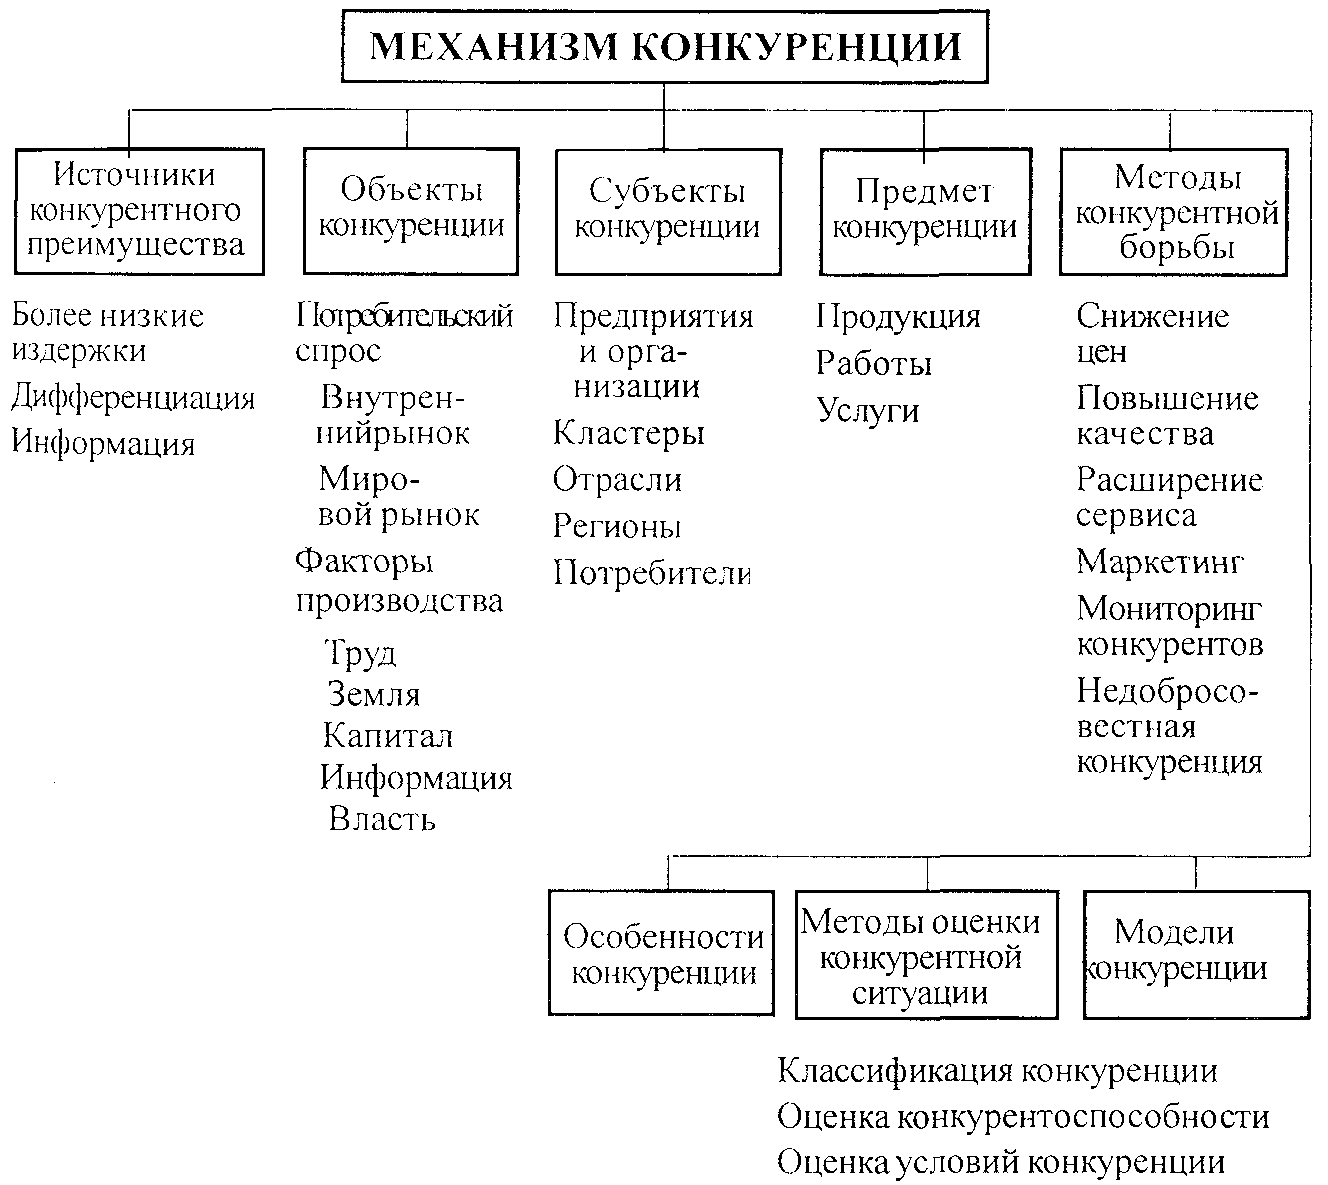 МЕХАНИЗМ КОНКУРЕНЦИИ
Источники
конкурентного
преимущества
Более низкие
издержки
Дифференциация
Информация
Объекты
конкуренции
Потребительский
спрос
Внутрен-
нийрынок
Миро-
вой рынок
Факторы
производства
Труд
Земля
Капитал
Информация
Власть
Субъекты
конкуренции
Предприятия
и орга-
низации
Кластеры
Отрасли
Регионы
Потребители
Предмет
конкуренции
Продукция
Работы
Услуги
Методы
конкурентной
борьбы
Снижение
цен
Повышение
качества
Расширение
сервиса
Маркетинг
Мониторинг
конкурентов
Недобросо-
вестная
конкуренция
Особенности
конкуренции
Методы оценки
конкурентной
ситуации
Модели
конкуренции
Классификация конкуренции
Оценка конкурентоспособности
Оценка условий конкуренции